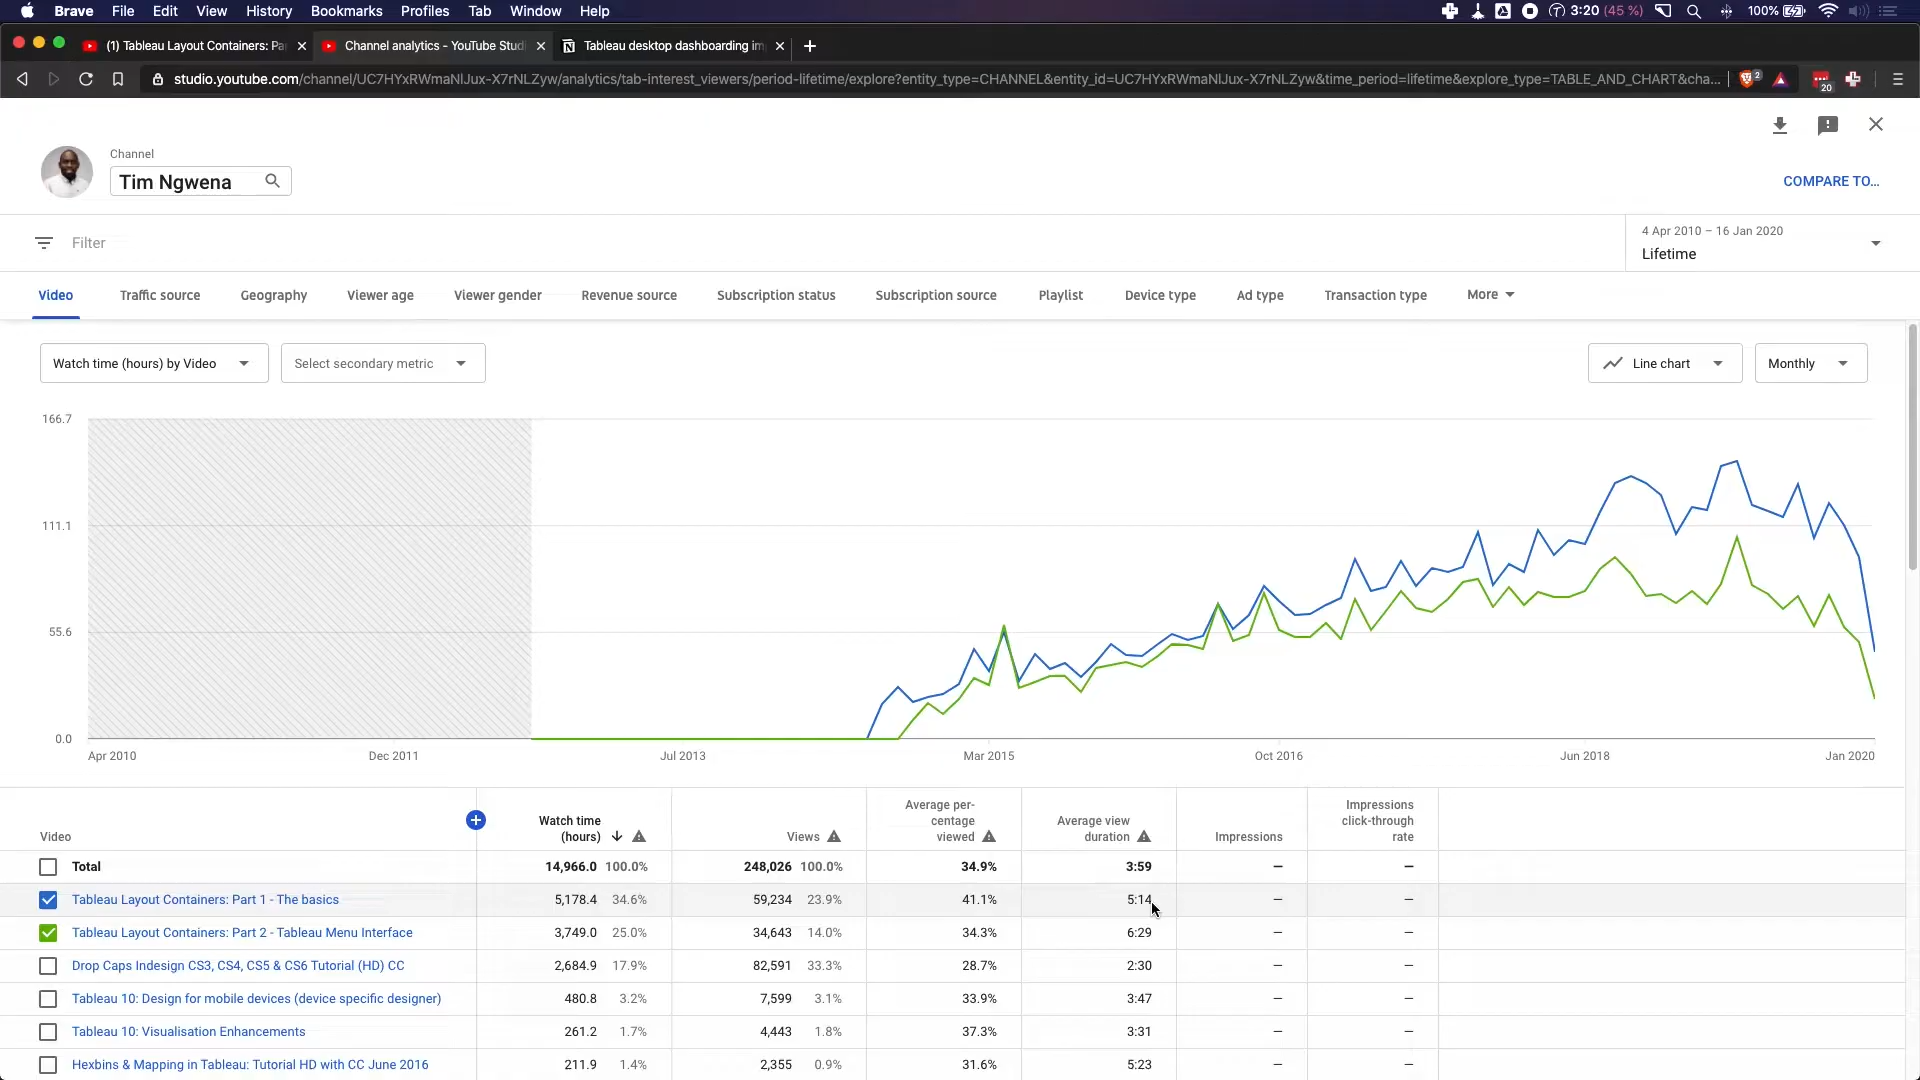 Brave File Edit View History Bookmarks Profiles Tab Window Help 3:20 (45 %) 100%
(1) Tableau Layout Containers: Pa Channel analytics - YouTube Studi Tableau desktop dashboarding im
studio.youtube.com/channel/UC7HYxRWmaNlJux-X7rNLZyw/analytics/tab-interest_viewers/period-lifetime/explore?entity_type=CHANNEL&entity_id=UC7HYxRWmaNlJux-X7rNLZyw&time_period=lifetime&explore_type=TABLE_AND_CHART&cha... 2 20
Channel
Tim Ngwena
COMPARE TO...
Filter
4 Apr 2010 – 16 Jan 2020
Lifetime
Video Traffic source Geography Viewer age Viewer gender Revenue source Subscription status Subscription source Playlist Device type Ad type Transaction type More
Watch time (hours) by Video Select secondary metric Line chart Monthly
166.7
111.1
55.6
0.0
Apr 2010 Dec 2011 Jul 2013 Mar 2015 Oct 2016 Jun 2018 Jan 2020
Video
Watch time
(hours)
Views
Average per-
centage
viewed
Average view
duration
Impressions
Impressions
click-through
rate
Total 14,966.0 100.0% 248,026 100.0% 34.9% 3:59 – –
Tableau Layout Containers: Part 1 - The basics 5,178.4 34.6% 59,234 23.9% 41.1% 5:14 – –
Tableau Layout Containers: Part 2 - Tableau Menu Interface 3,749.0 25.0% 34,643 14.0% 34.3% 6:29 – –
Drop Caps Indesign CS3, CS4, CS5 & CS6 Tutorial (HD) CC 2,684.9 17.9% 82,591 33.3% 28.7% 2:30 – –
Tableau 10: Design for mobile devices (device specific designer) 480.8 3.2% 7,599 3.1% 33.9% 3:47 – –
Tableau 10: Visualisation Enhancements 261.2 1.7% 4,443 1.8% 37.3% 3:31 – –
Hexbins & Mapping in Tableau: Tutorial HD with CC June 2016 211.9 1.4% 2,355 0.9% 31.6% 5:23 – –